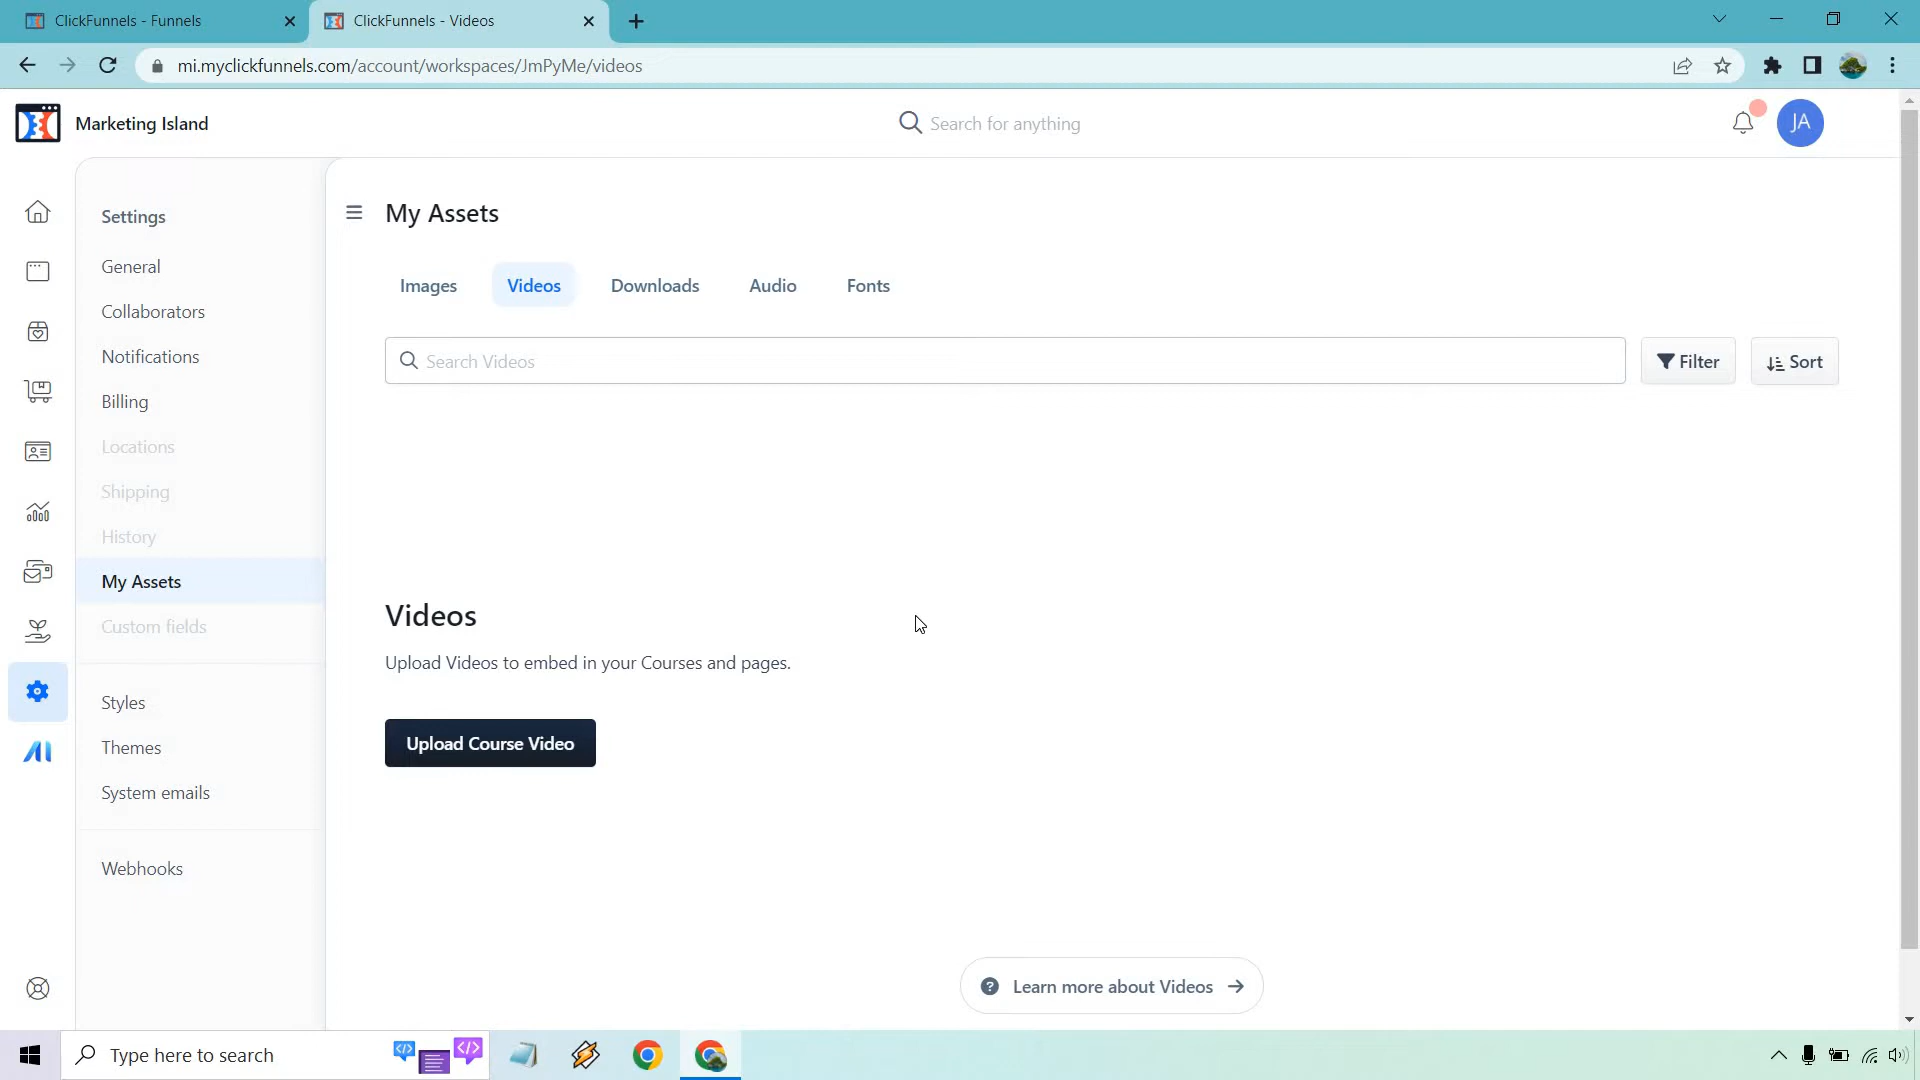 ClickFunnels - Funnels
ClickFunnels - Videos
mi.myclickfunnels.com/account/workspaces/JmPyMe/videos
Marketing Island
Search for anything
JA
Settings
General
Collaborators
Notifications
Billing
Locations
Shipping
History
My Assets
Custom fields
Styles
Themes
System emails
Webhooks
My Assets
Images Videos Downloads Audio Fonts
Search Videos
Filter
Sort
Videos
Upload Videos to embed in your Courses and pages.
Upload Course Video
Learn more about Videos
Type here to search